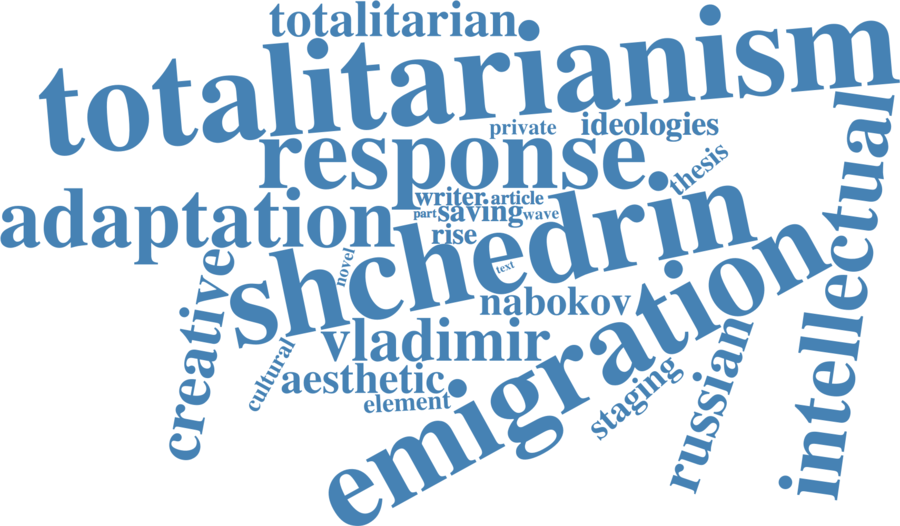 totalitarian
totalitarianism
private
ideologies
response
thesis
intellectual
adaptation
writer
article
part
saving
wave
rise
shchedrin
novel
text
creative
nabokov
emigration
vladimir
cultural
aesthetic
element
staging
russian